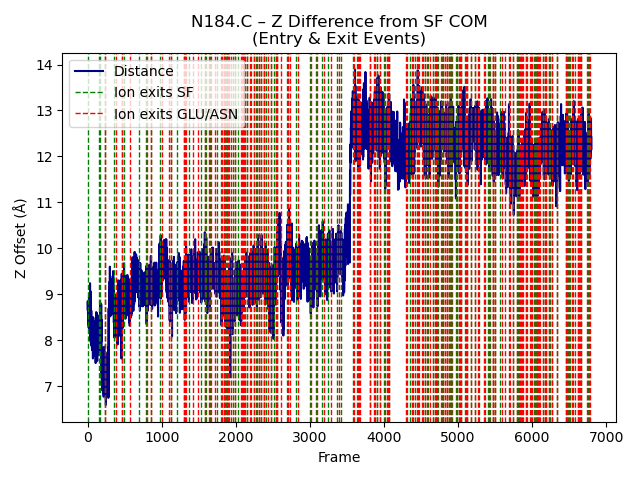 N184.C – Z Difference from SF COM
(Entry & Exit Events)
Distance
Ion exits SF
Ion exits GLU/ASN
14
13
12
11
10
9
8
7
Z Offset (Å)
0
1000
2000
3000
4000
5000
6000
7000
Frame